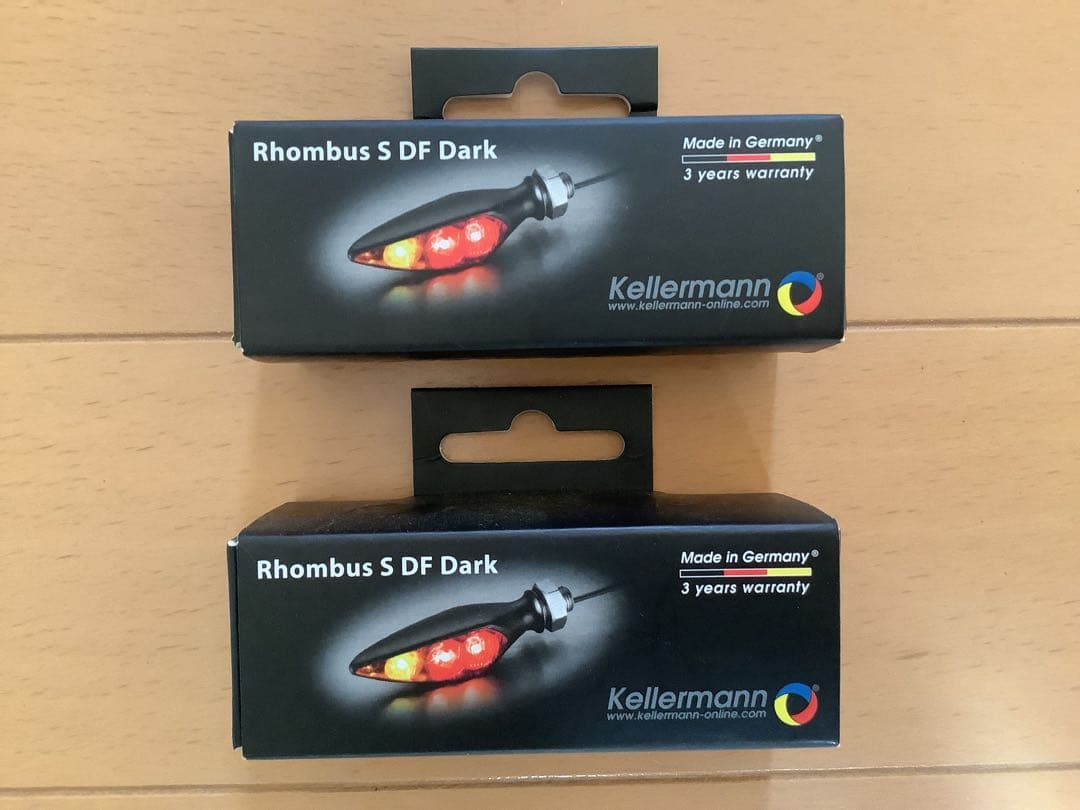 Rhombus S DF Dark
Made in Germany®
3 years warranty
Kellermann®
www.kellermann-online.com
Rhombus S DF Dark
Made in Germany®
3 years warranty
Kellermann®
www.kellermann-online.com